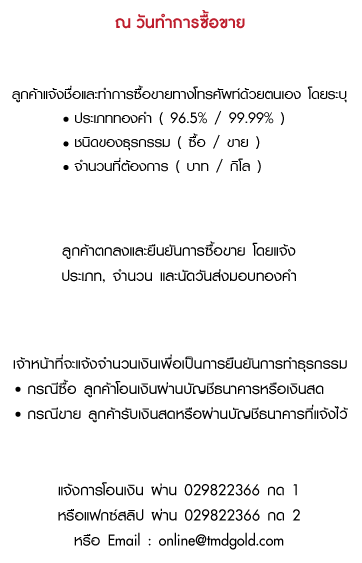 ณ วันทำการซื้อขาย
ลูกค้าแจ้งชื่อและทำการซื้อขายทางโทรศัพท์ด้วยตนเอง โดยระบุ
• ประเภททองคำ ( 96.5% / 99.99% )
• ชนิดของธุรกรรม ( ซื้อ / ขาย )
• จำนวนที่ต้องการ ( บาท / กิโล )
ลูกค้าตกลงและยืนยันการซื้อขาย โดยแจ้ง
ประเภท, จำนวน และนัดวันส่งมอบทองคำ
เจ้าหน้าที่จะแจ้งจำนวนเงินเพื่อเป็นการยืนยันการทำธุรกรรม
• กรณีซื้อ ลูกค้าโอนเงินผ่านบัญชีธนาคารหรือเงินสด
• กรณีขาย ลูกค้ารับเงินสดหรือผ่านบัญชีธนาคารที่แจ้งไว้
แจ้งการโอนเงิน ผ่าน 029822366 กด 1
หรือแฟกซ์สลิป ผ่าน 029822366 กด 2
หรือ Email : online@tmdgold.com